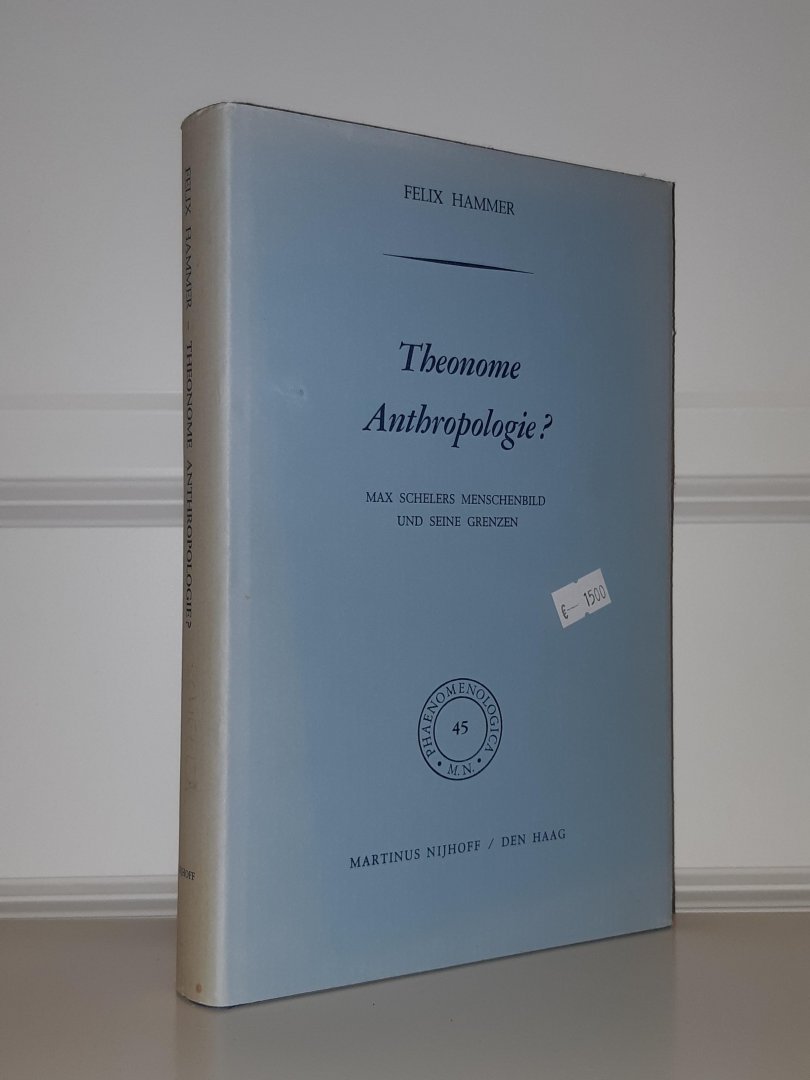 FELIX HAMMER
Theonome
Anthropologie?
MAX SCHELERS MENSCHENBILD
UND SEINE GRENZEN
€— 1500
PHAENOMENOLOGICA
45
• M.N. •
MARTINUS NIJHOFF / DEN HAAG
FELIX HAMMER – THEONOME ANTHROPOLOGIE?